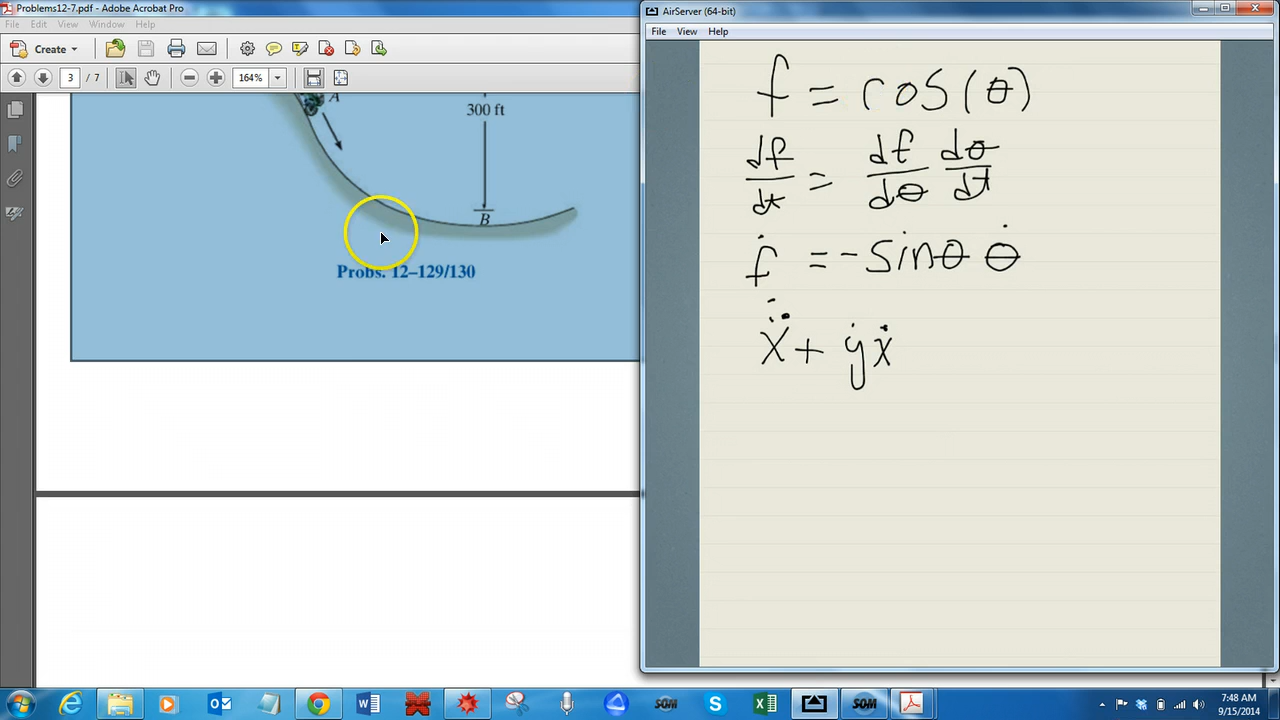 Problems12-7.pdf - Adobe Acrobat Pro
File Edit View Window Help
Create
3 / 7
164%
A
300 ft
B
Probs. 12–129/130
AirServer (64-bit)
File View Help
f = cos(θ)
df/dt = df/dθ dθ/dt
ḟ = -sinθ θ̇
ẍ + ẏẋ
SOM
SOM
7:48 AM
9/15/2014